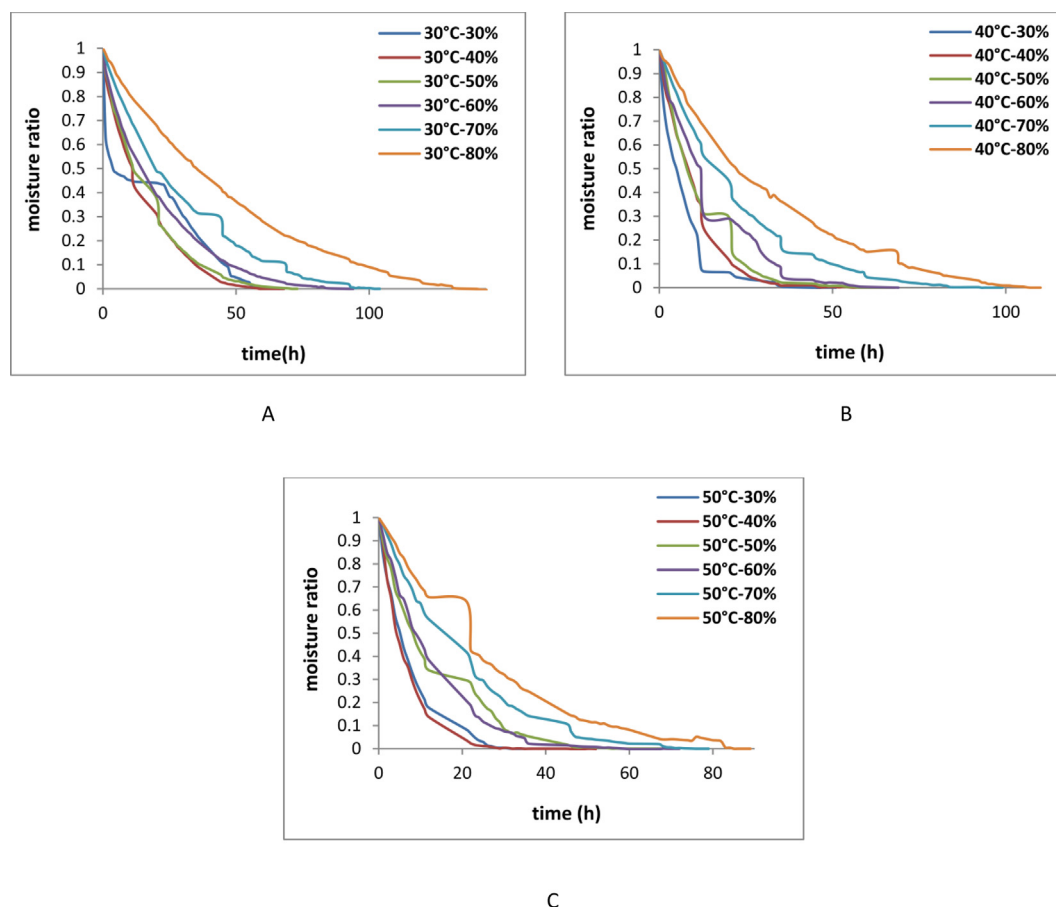 30°C-30%
30°C-40%
30°C-50%
30°C-60%
30°C-70%
30°C-80%
1
0.9
0.8
0.7
0.6
0.5
0.4
0.3
0.2
0.1
0
moisture ratio
0 50 100
time(h)
A
40°C-30%
40°C-40%
40°C-50%
40°C-60%
40°C-70%
40°C-80%
1
0.9
0.8
0.7
0.6
0.5
0.4
0.3
0.2
0.1
0
moisture ratio
0 50 100
time (h)
B
50°C-30%
50°C-40%
50°C-50%
50°C-60%
50°C-70%
50°C-80%
1
0.9
0.8
0.7
0.6
0.5
0.4
0.3
0.2
0.1
0
moisture ratio
0 20 40 60 80
time (h)
C